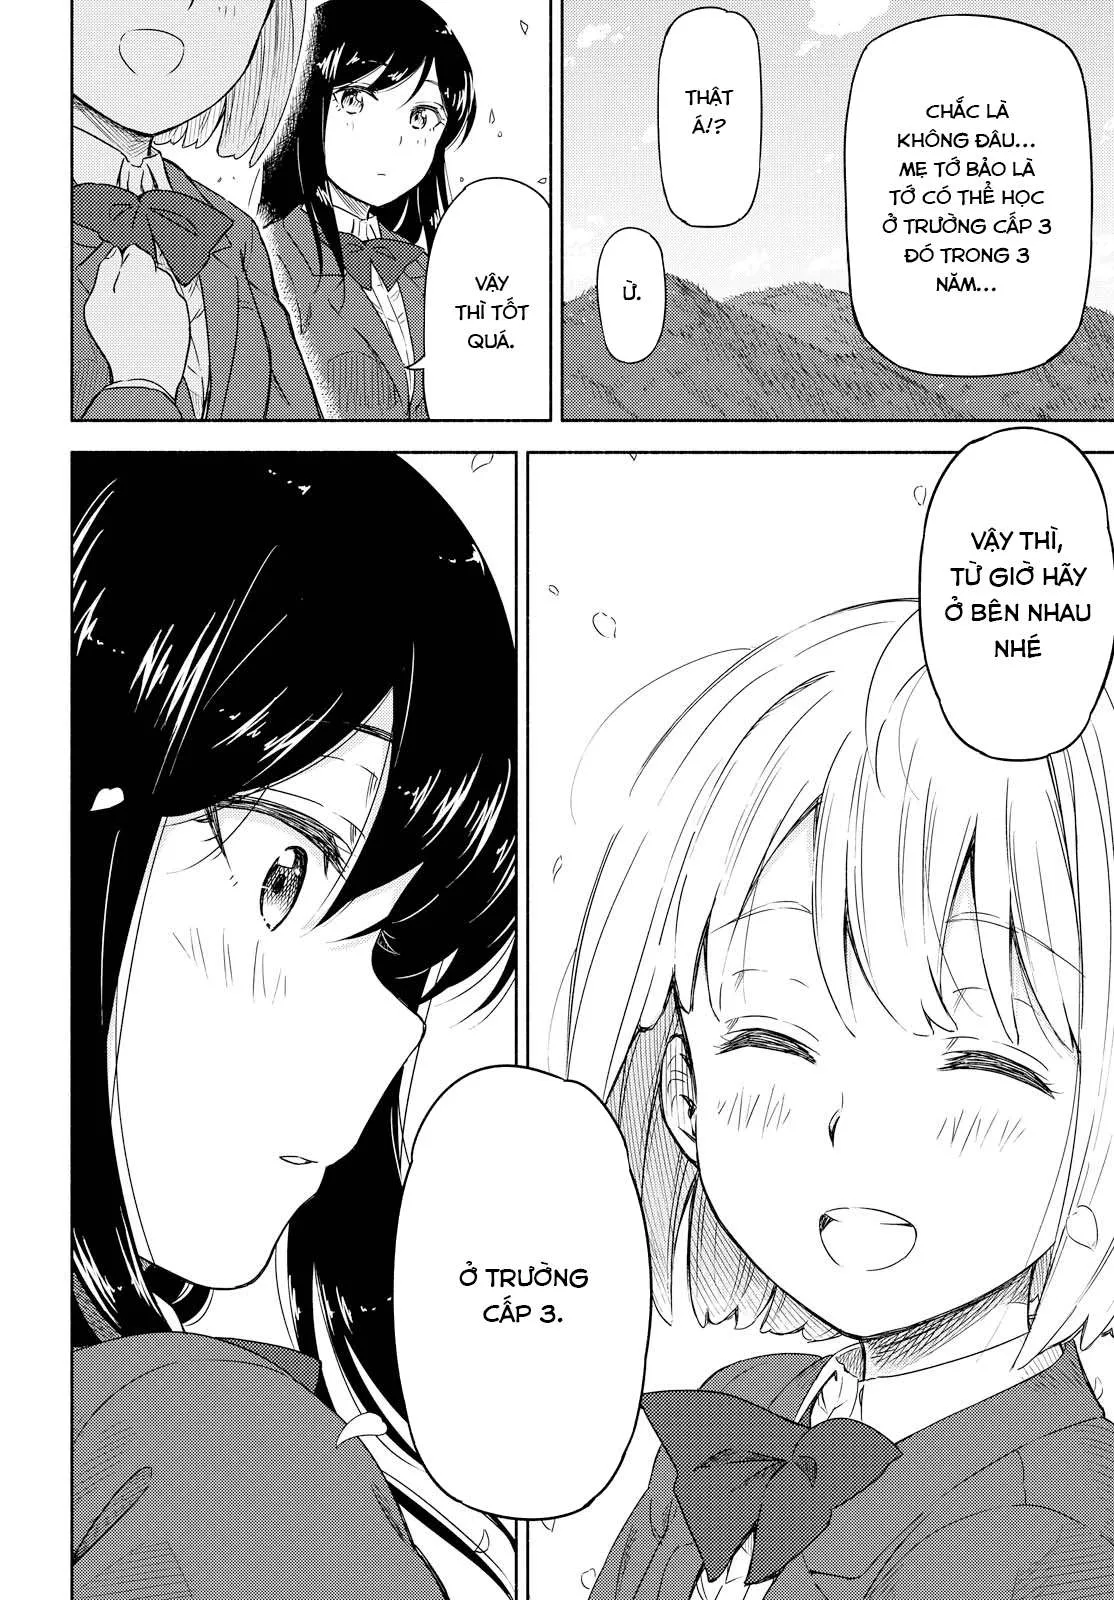 CHẮC LÀ
KHÔNG ĐÂU...
MẸ TỚ BẢO LÀ
TỚ CÓ THỂ HỌC
Ở TRƯỜNG CẤP 3
ĐÓ TRONG 3
NĂM...
THẬT
Á!?
Ừ.
VẬY
THÌ TỐT
QUÁ.
VẬY THÌ,
TỪ GIỜ HÃY
Ở BÊN NHAU
NHÉ
Ở TRƯỜNG
CẤP 3.